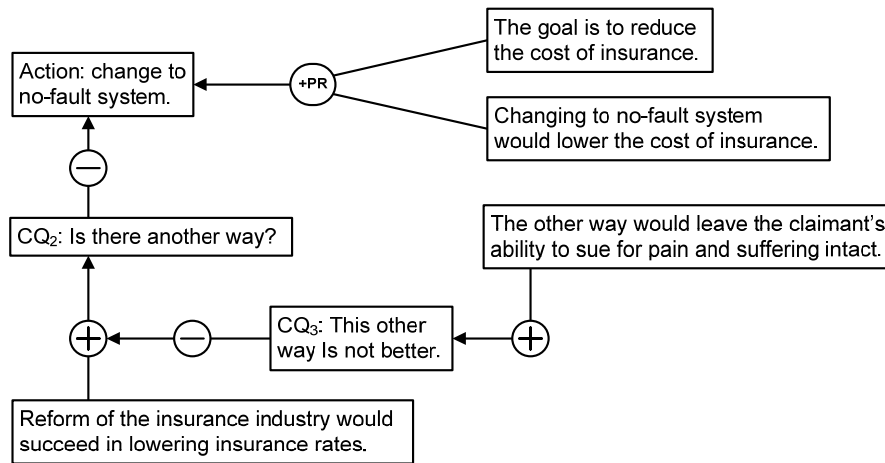 The goal is to reduce
the cost of insurance.
Action: change to
no-fault system.
+PR
Changing to no-fault system
would lower the cost of insurance.
−
CQ₂: Is there another way?
The other way would leave the claimant's
ability to sue for pain and suffering intact.
+
−
CQ₃: This other
way Is not better.
+
Reform of the insurance industry would
succeed in lowering insurance rates.